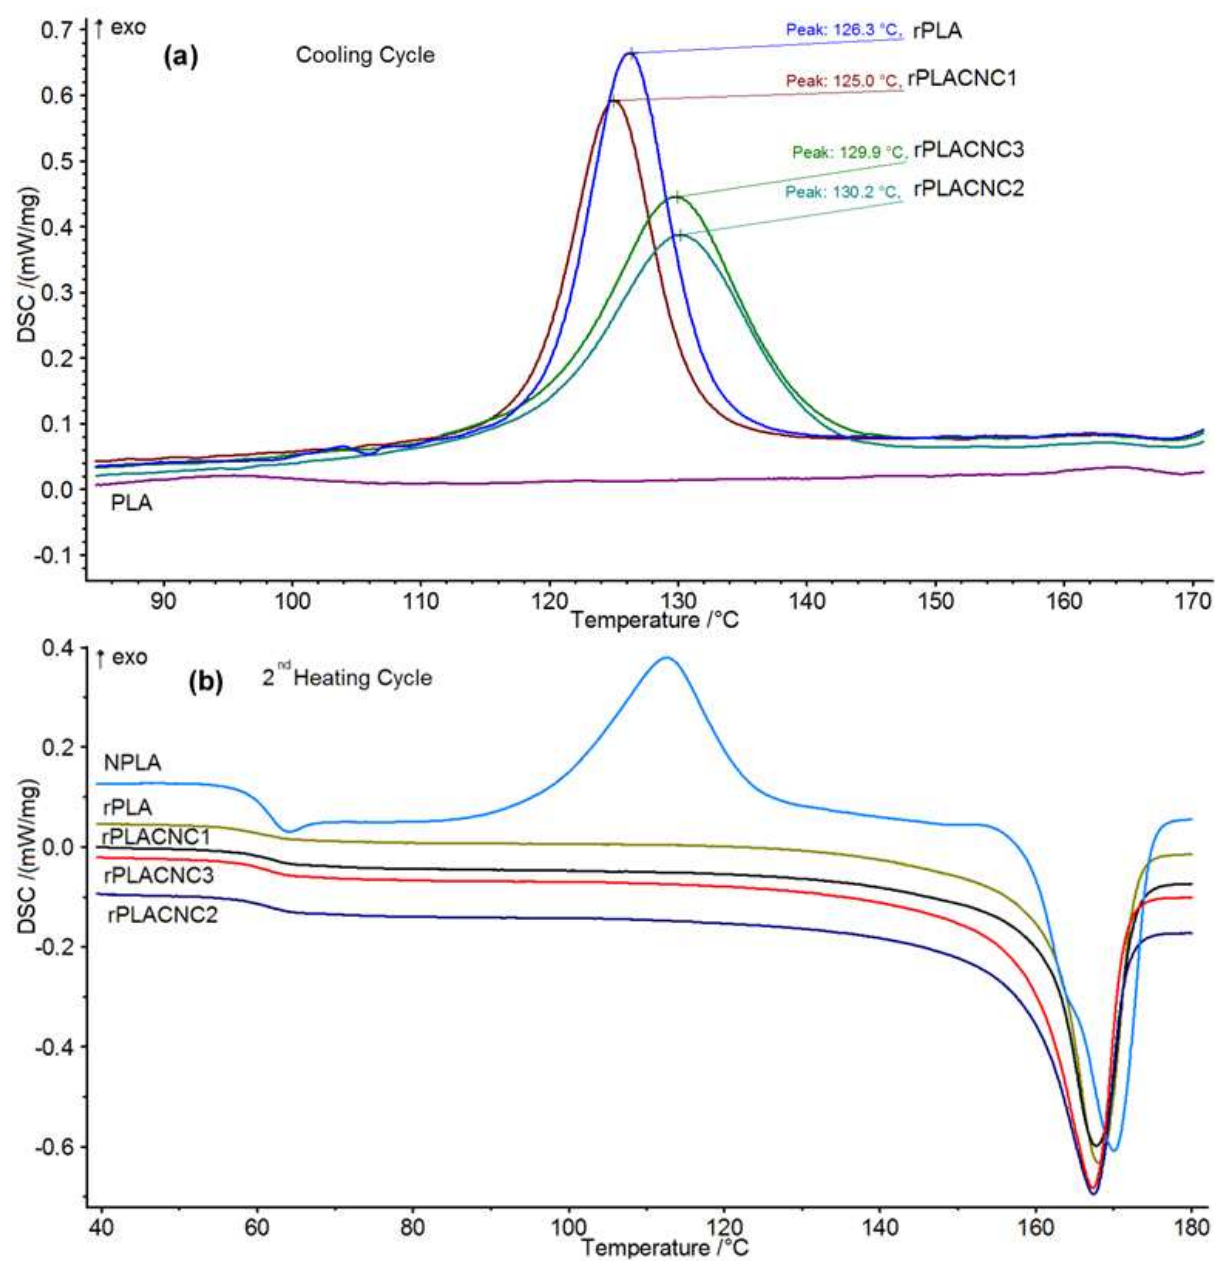 ↑ exo
(a)
Cooling Cycle
Peak: 126.3 °C, rPLA
Peak: 125.0 °C, rPLACNC1
Peak: 129.9 °C, rPLACNC3
Peak: 130.2 °C, rPLACNC2
DSC /(mW/mg)
0.7
0.6
0.5
0.4
0.3
0.2
0.1
0.0
-0.1
PLA
90 100 110 120 130 140 150 160 170
Temperature /°C
↑ exo
(b)
2nd Heating Cycle
DSC /(mW/mg)
0.4
0.2
0.0
-0.2
-0.4
-0.6
NPLA
rPLA
rPLACNC1
rPLACNC3
rPLACNC2
40 60 80 100 120 140 160 180
Temperature /°C